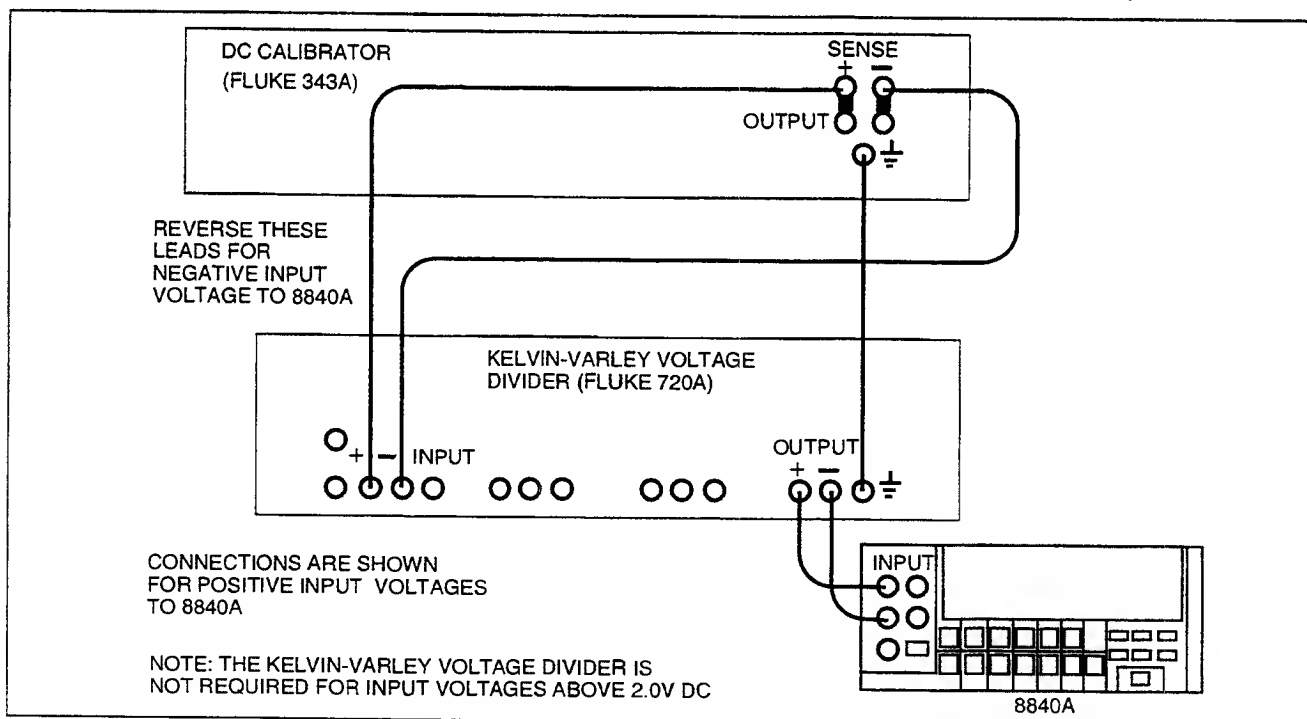 DC CALIBRATOR
(FLUKE 343A)
SENSE
+ −
OUTPUT
REVERSE THESE
LEADS FOR
NEGATIVE INPUT
VOLTAGE TO 8840A
KELVIN-VARLEY VOLTAGE
DIVIDER (FLUKE 720A)
+ − INPUT
OUTPUT
+ −
CONNECTIONS ARE SHOWN
FOR POSITIVE INPUT VOLTAGES
TO 8840A
INPUT
NOTE: THE KELVIN-VARLEY VOLTAGE DIVIDER IS
NOT REQUIRED FOR INPUT VOLTAGES ABOVE 2.0V DC
8840A